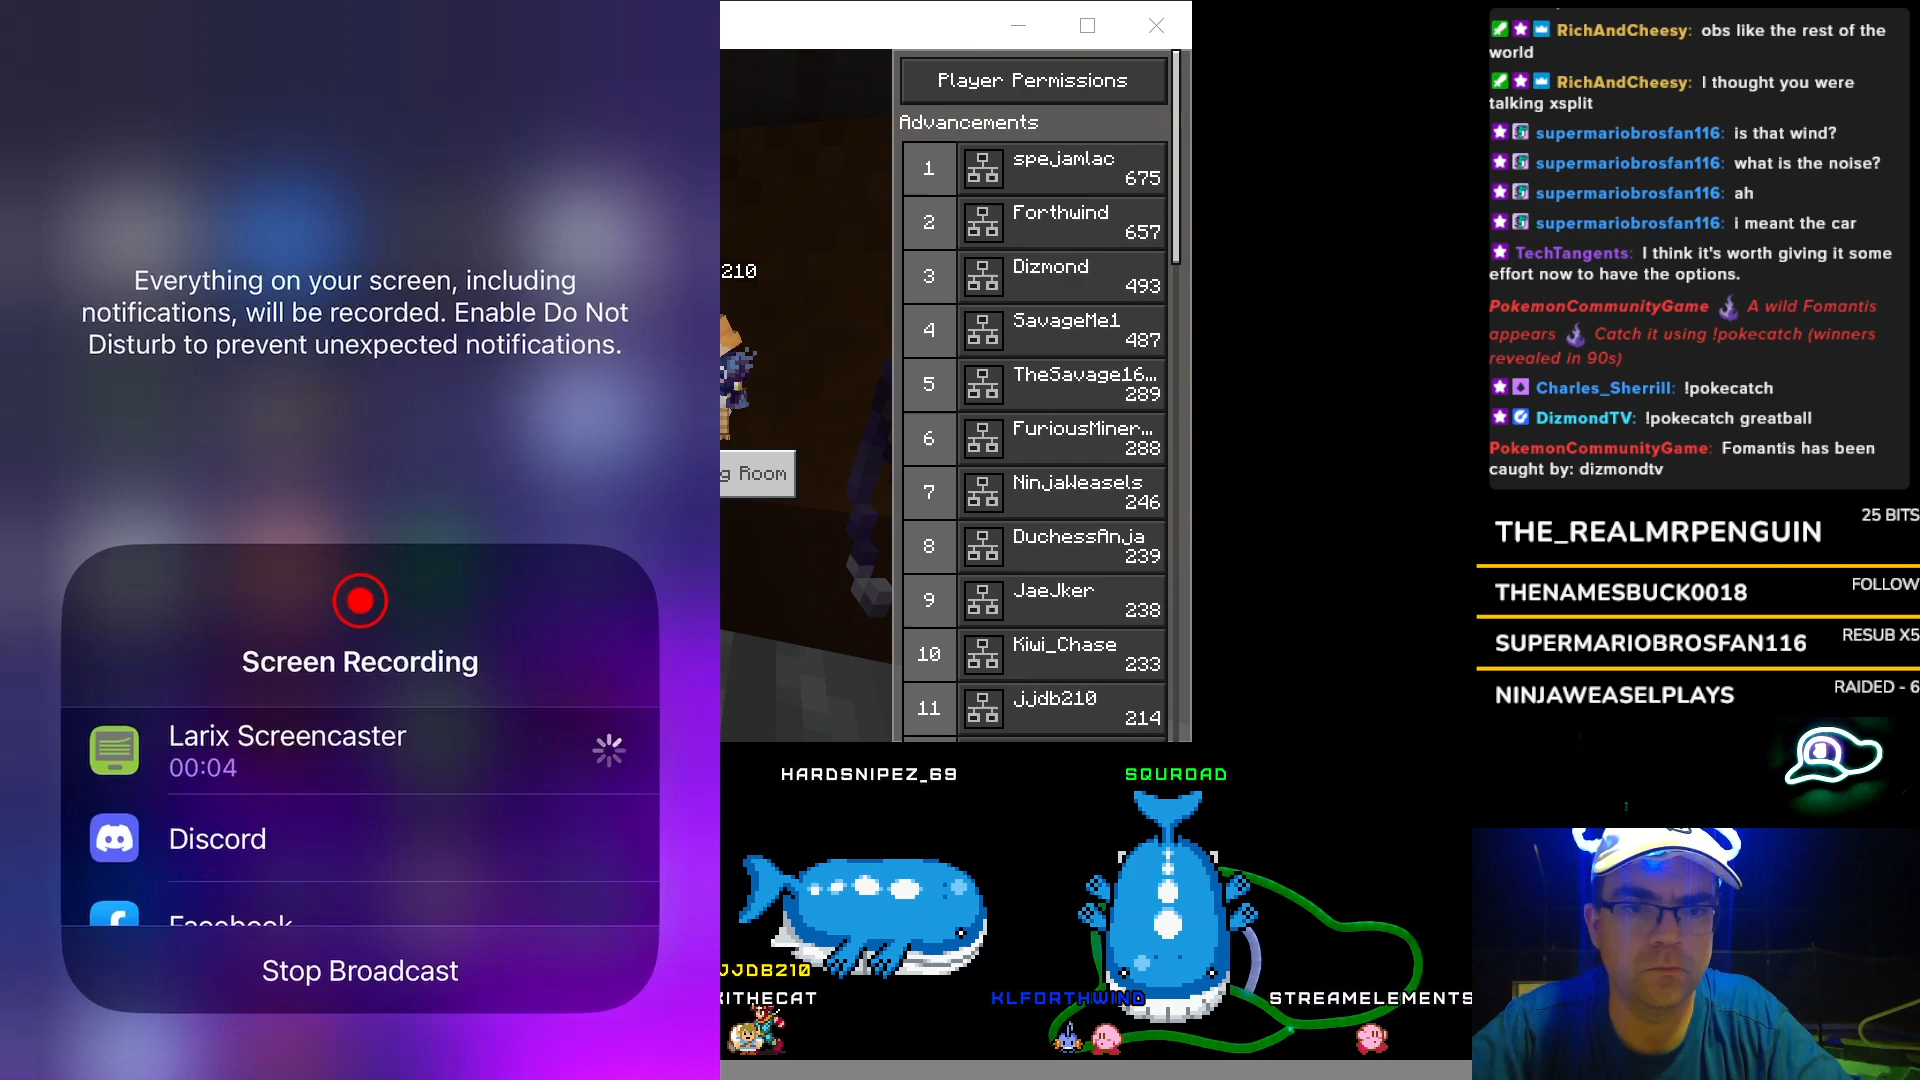 Everything on your screen, including
notifications, will be recorded. Enable Do Not
Disturb to prevent unexpected notifications.
Screen Recording
Larix Screencaster
00:04
Discord
Facebook
Stop Broadcast
210
g Room
Player Permissions
Advancements
1 spejamlac 675
2 Forthwind 657
3 Dizmond 493
4 SavageMe1 487
5 TheSavage16... 289
6 FuriousMiner... 288
7 NinjaWeasels 246
8 DuchessAnja 239
9 JaeJker 238
10 Kiwi_Chase 233
11 jjdb210 214
HARDSNIPEZ_69
SQUROAD
JJDB210
KITHECAT
KLFORTHWIND
STREAMELEMENTS
RichAndCheesy: obs like the rest of the
world
RichAndCheesy: I thought you were
talking xsplit
supermariobrosfan116: is that wind?
supermariobrosfan116: what is the noise?
supermariobrosfan116: ah
supermariobrosfan116: i meant the car
TechTangents: I think it's worth giving it some
effort now to have the options.
PokemonCommunityGame A wild Fomantis
appears Catch it using !pokecatch (winners
revealed in 90s)
Charles_Sherrill: !pokecatch
DizmondTV: !pokecatch greatball
PokemonCommunityGame: Fomantis has been
caught by: dizmondtv
THE_REALMRPENGUIN 25 BITS
THENAMESBUCK0018 FOLLOW
SUPERMARIOBROSFAN116 RESUB X5
NINJAWEASELPLAYS RAIDED - 6